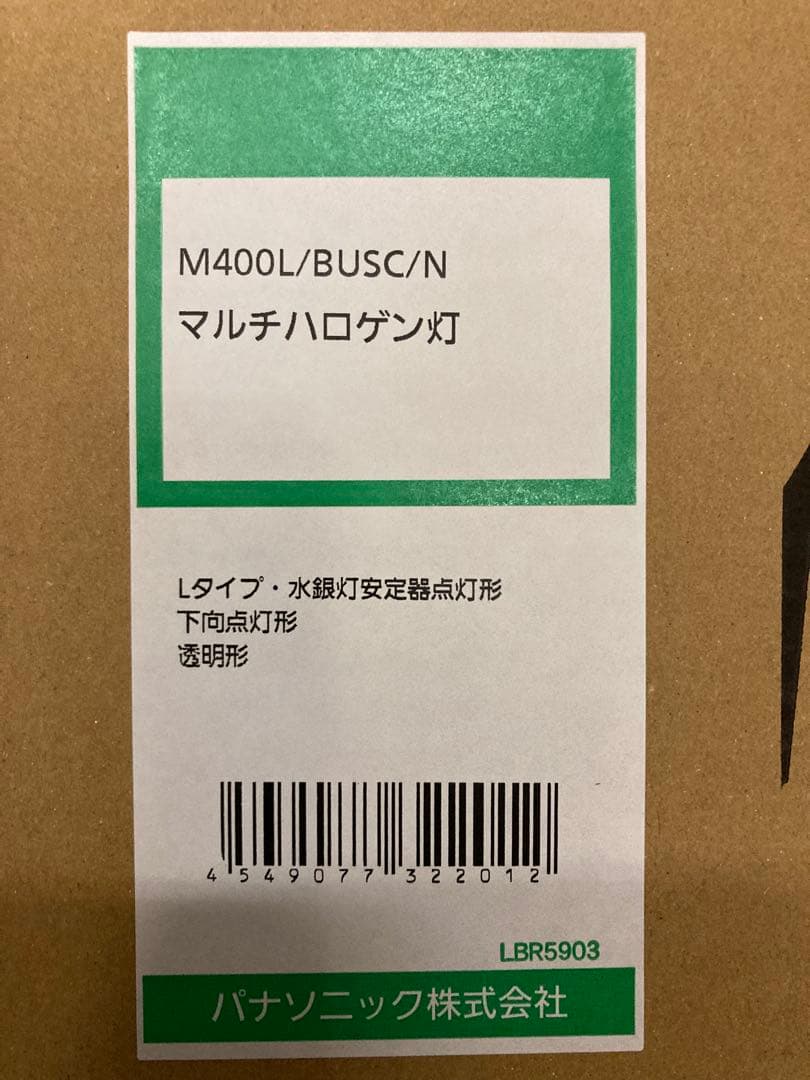 M400L/BUSC/N
マルチハロゲン灯
Lタイプ・水銀灯安定器点灯形
下向点灯形
透明形
4 549077 322012
LBR5903
パナソニック株式会社